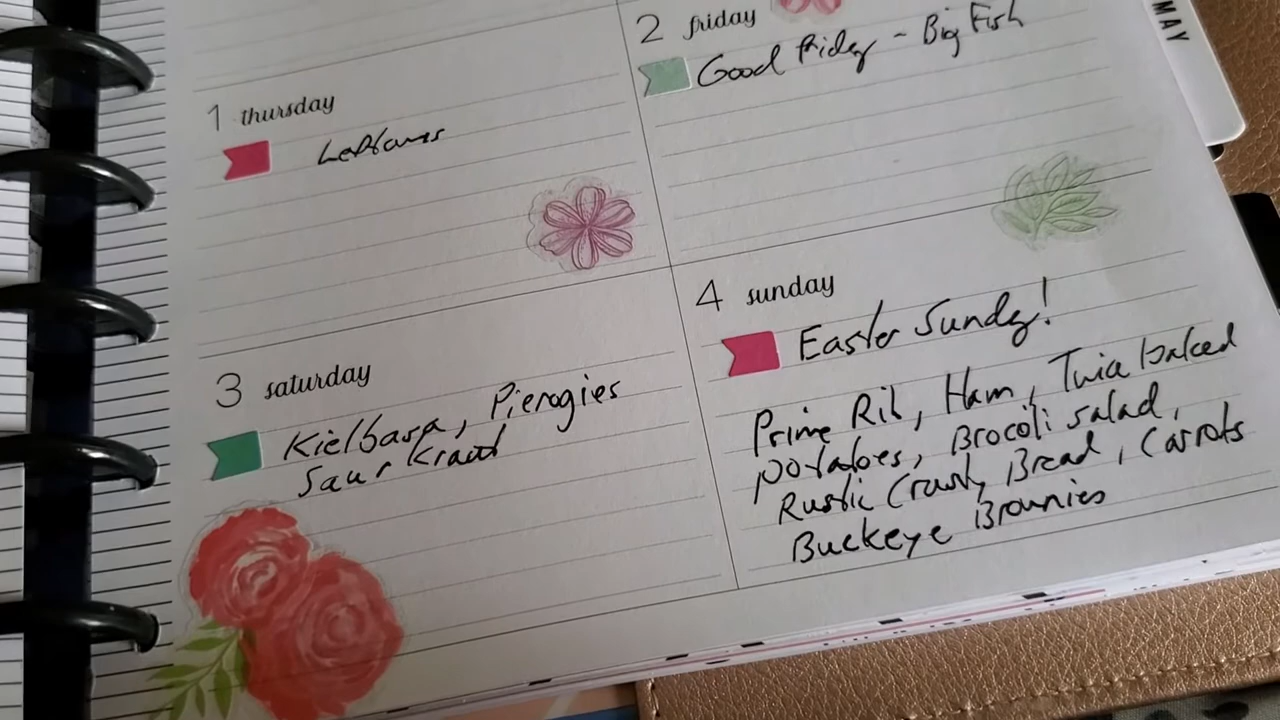 1 thursday
Leftovers
2 friday
Good Friday - Big Fish
3 saturday
Kielbasa, Pierogies
Saur Kraut
4 sunday
Easter Sunday!
Prime Rib, Ham, Twice baked
potatoes, Brocoli salad,
Rustic Crusty Bread, Carrots
Buckeye Brownies
MAY